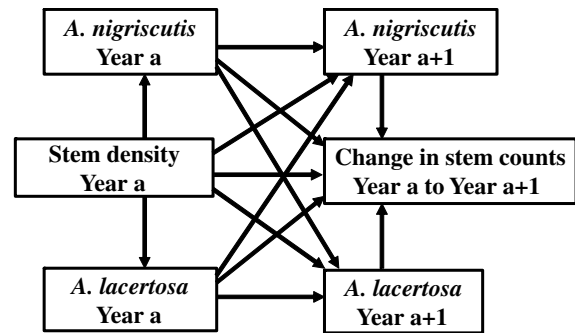 A. nigriscutis
Year a
A. nigriscutis
Year a+1
Stem density
Year a
Change in stem counts
Year a to Year a+1
A. lacertosa
Year a
A. lacertosa
Year a+1